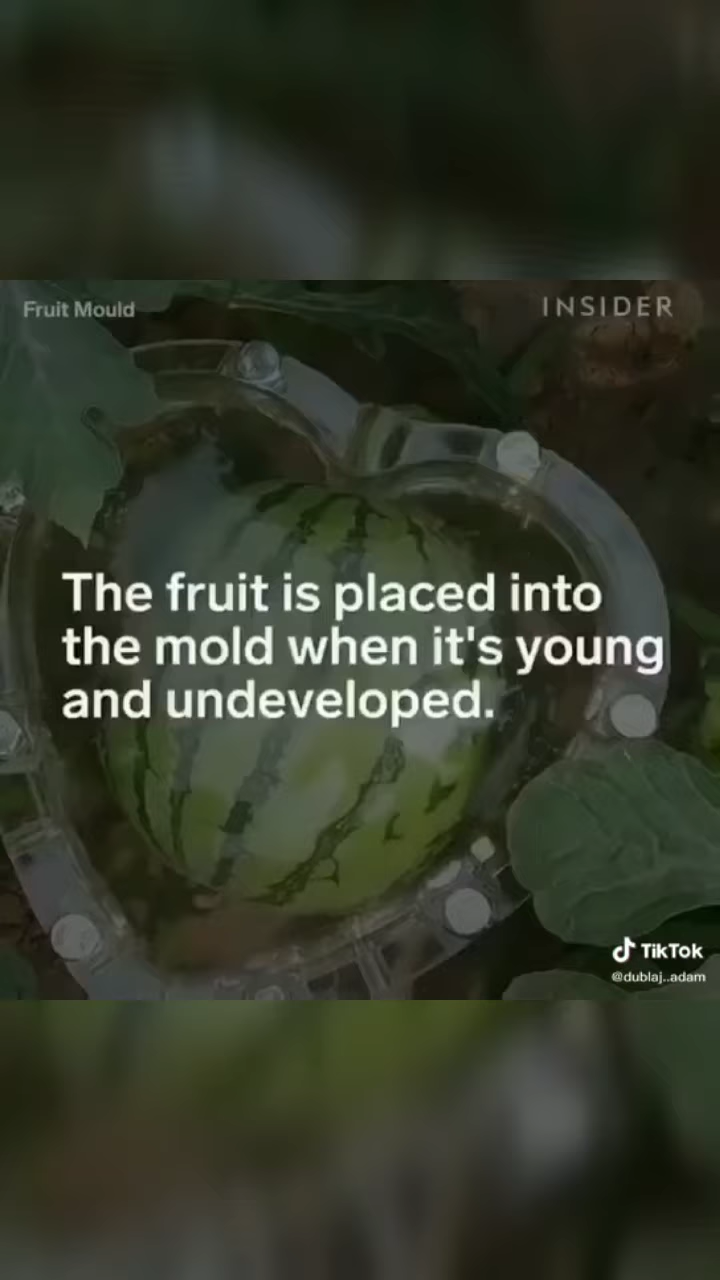 Fruit Mould
INSIDER
The fruit is placed into
the mold when it's young
and undeveloped.
TikTok
@dublaj..adam